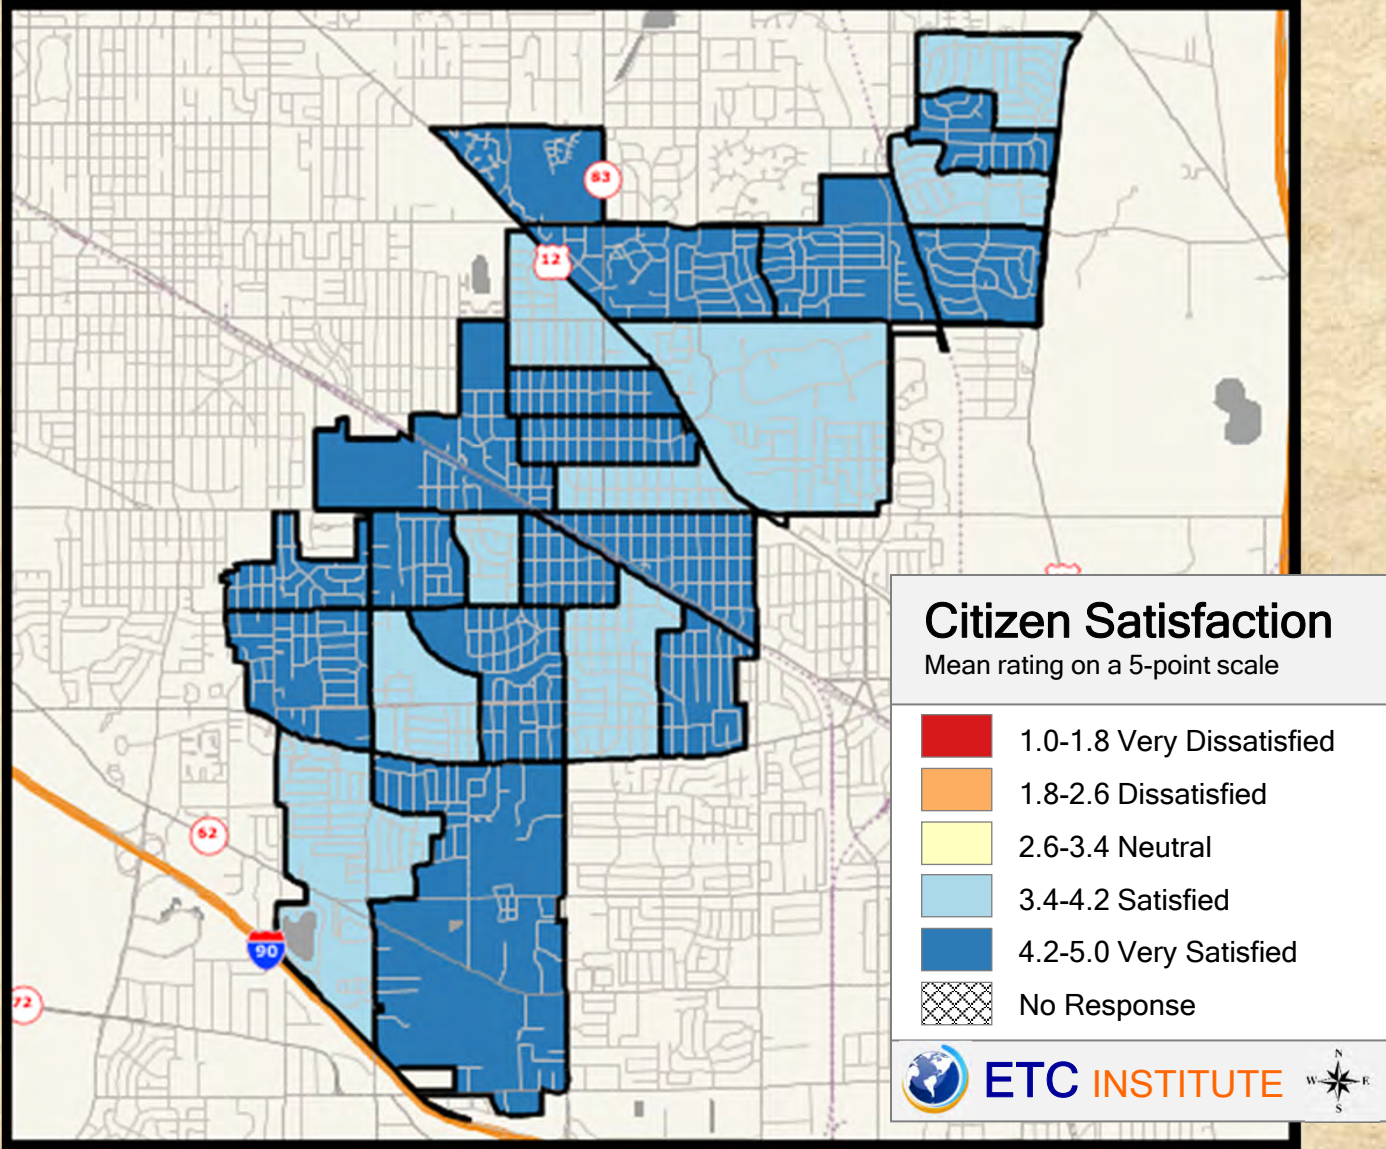 83
12
Citizen Satisfaction
Mean rating on a 5-point scale
1.0-1.8 Very Dissatisfied
1.8-2.6 Dissatisfied
2.6-3.4 Neutral
3.4-4.2 Satisfied
4.2-5.0 Very Satisfied
No Response
62
90
72
ETC INSTITUTE
N
W
E
S